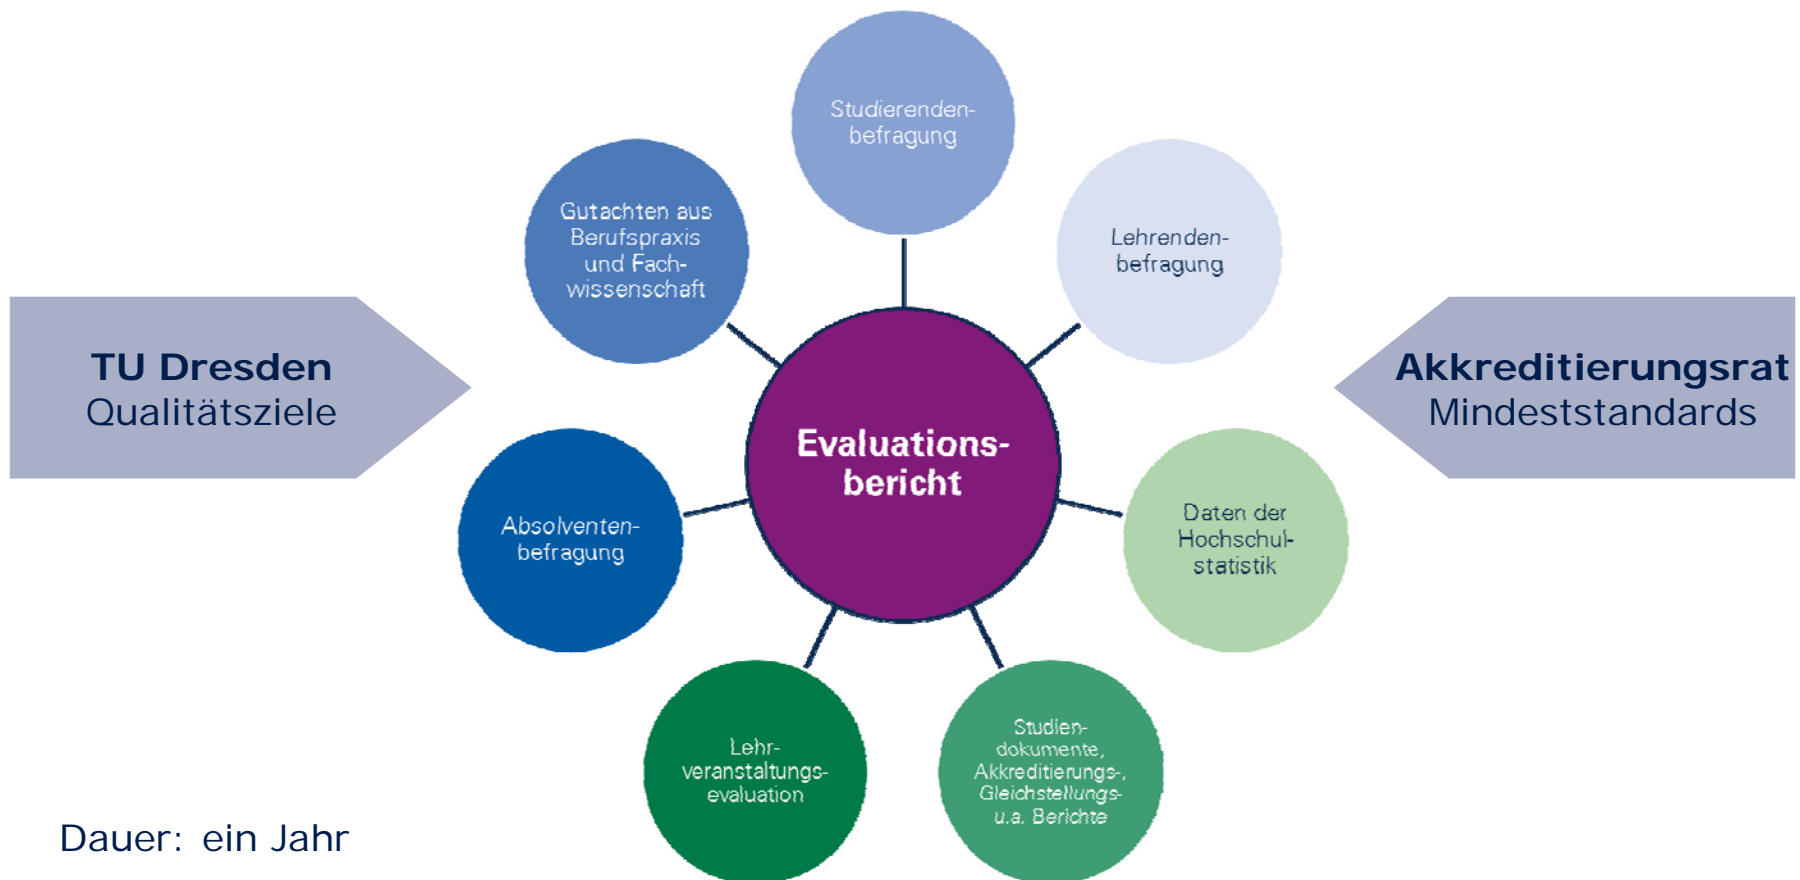 Studierenden-
befragung
Gutachten aus
Berufspraxis
und Fach-
wissenschaft
Lehrenden-
befragung
TU Dresden
Qualitätsziele
Akkreditierungsrat
Mindeststandards
Evaluations-
bericht
Absolventen-
befragung
Daten der
Hochschul-
statistik
Lehr-
veranstaltungs-
evaluation
Studien-
dokumente,
Akkreditierungs-,
Gleichstellungs-
u.a. Berichte
Dauer: ein Jahr